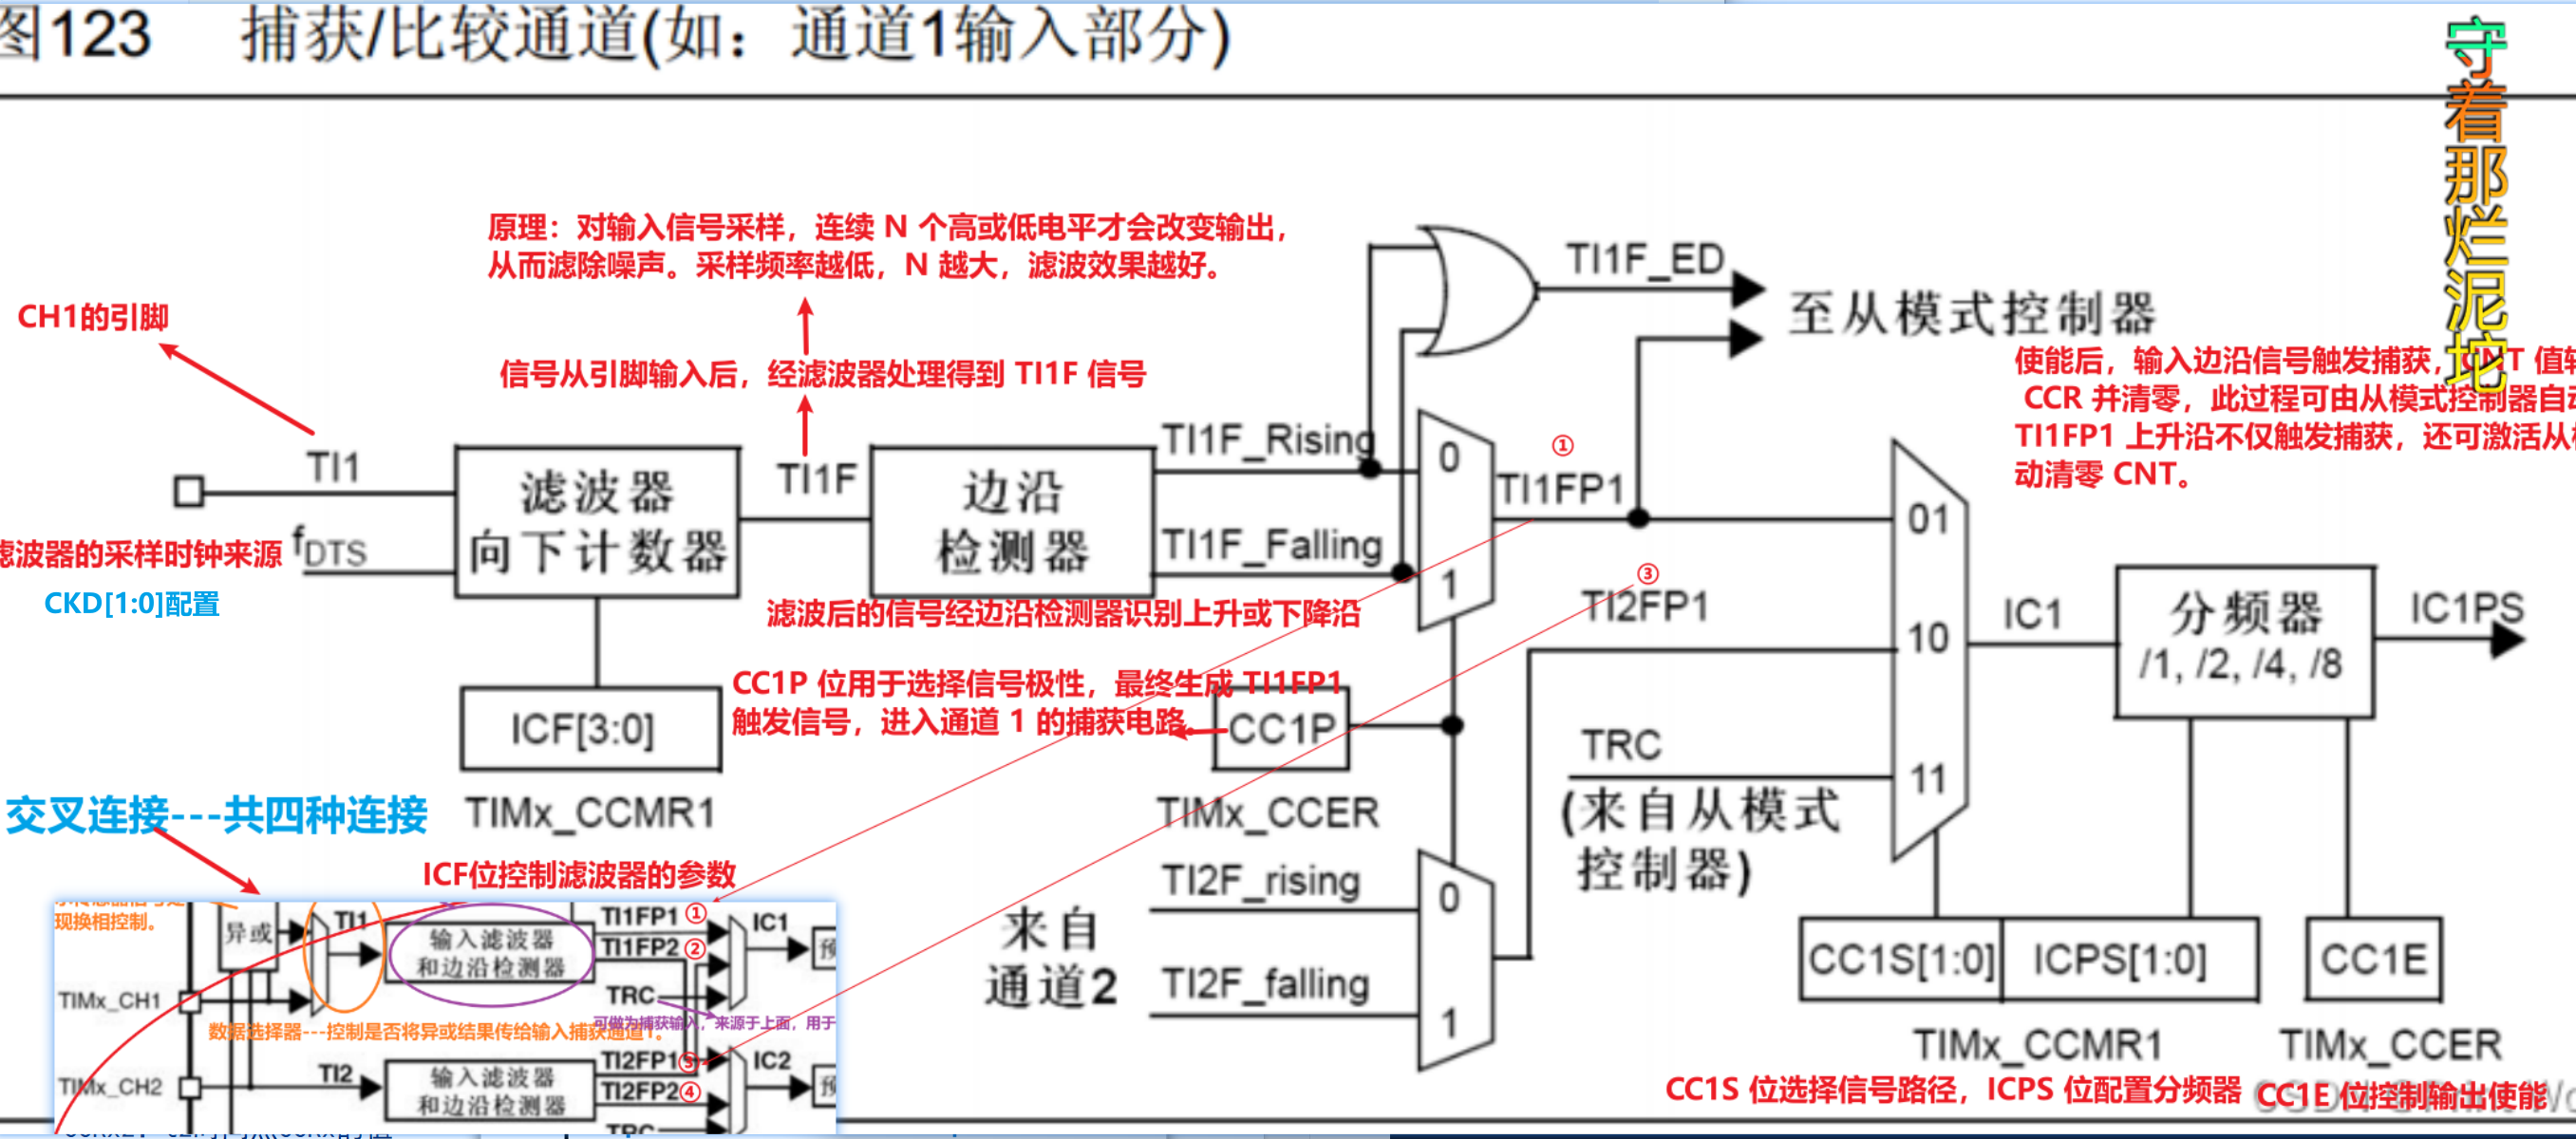 图123 捕获/比较通道(如：通道1输入部分)
守着那烂泥坨
原理：对输入信号采样，连续 N 个高或低电平才会改变输出，
从而滤除噪声。采样频率越低，N 越大，滤波效果越好。
TI1F_ED
至从模式控制器
CH1的引脚
信号从引脚输入后，经滤波器处理得到 TI1F 信号
使能后，输入边沿信号触发捕获，CNT 值转
CCR 并清零，此过程可由从模式控制器自动
TI1FP1 上升沿不仅触发捕获，还可激活从
动清零 CNT。
TI1
滤波器
向下计数器
TI1F
边沿
检测器
TI1F_Rising
TI1F_Falling
0
1
①
TI1FP1
01
10
11
滤波器的采样时钟来源
fDTS
CKD[1:0]配置
③
TI2FP1
IC1
分频器
/1, /2, /4, /8
IC1PS
滤波后的信号经边沿检测器识别上升或下降沿
CC1P 位用于选择信号极性，最终生成 TI1FP1
触发信号，进入通道 1 的捕获电路。
ICF[3:0]
CC1P
TRC
(来自从模式
控制器)
交叉连接---共四种连接
TIMx_CCMR1
TIMx_CCER
ICF位控制滤波器的参数
来自
通道2
TI2F_rising
TI2F_falling
0
1
CC1S[1:0]
ICPS[1:0]
CC1E
TIMx_CCMR1
TIMx_CCER
CC1S 位选择信号路径，ICPS 位配置分频器
CC1E 位控制输出使能
现换相控制。
异或
TI1
输入滤波器
和边沿检测器
TI1FP1 ①
TI1FP2 ②
TRC
IC1
预
TIMx_CH1
数据选择器---控制是否将异或结果传给输入捕获通道1。
可做为捕获输入，来源于上面，用于
TIMx_CH2
TI2
输入滤波器
和边沿检测器
TI2FP1 ③
TI2FP2 ④
IC2
预
TRC